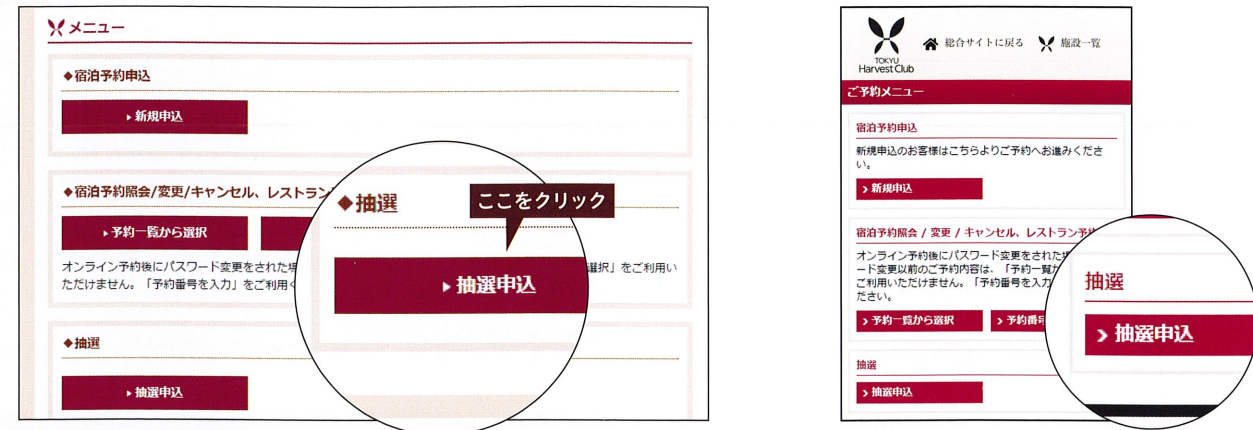 メニュー
◆宿泊予約申込
▸新規申込
◆宿泊予約照会/変更/キャンセル、レストラン
▸予約一覧から選択
オンライン予約後にパスワード変更をされた
選択」をご利用い
ただけません。「予約番号を入力」をご利用
◆抽選
▸抽選申込
◆抽選
ここをクリック
▸抽選申込
TOKYU
Harvest Club
総合サイトに戻る
施設一覧
ご予約メニュー
宿泊予約申込
新規申込のお客様はこちらよりご予約へお進みくださ
い。
› 新規申込
宿泊予約照会 / 変更 / キャンセル、レストラン予
オンライン予約後にパスワード変更をされた
ード変更以前のご予約内容は、「予約一覧か
ご利用いただけません。「予約番号を入力
ださい。
› 予約一覧から選択
› 予約番号
抽選
› 抽選申込
抽選
› 抽選申込